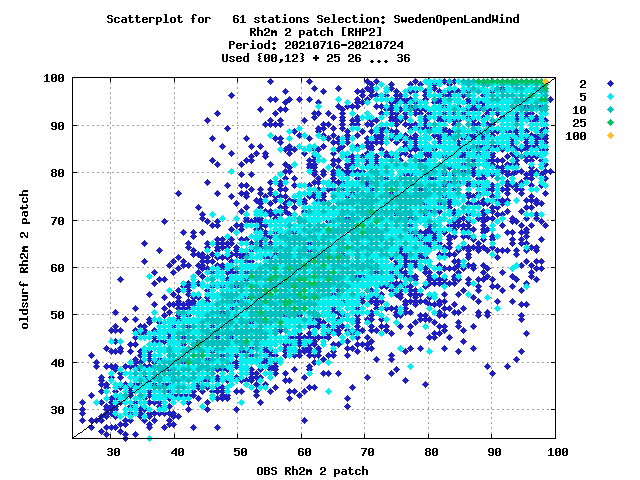 Scatterplot for   61 stations Selection: SwedenOpenLandWind
Rh2m 2 patch [RHP2]
Period: 20210716-20210724
Used {00,12} + 25 26 ... 36
2
5
10
25
100
100
90
80
70
60
50
40
30
oldsurf Rh2m 2 patch
30 40 50 60 70 80 90 100
OBS Rh2m 2 patch